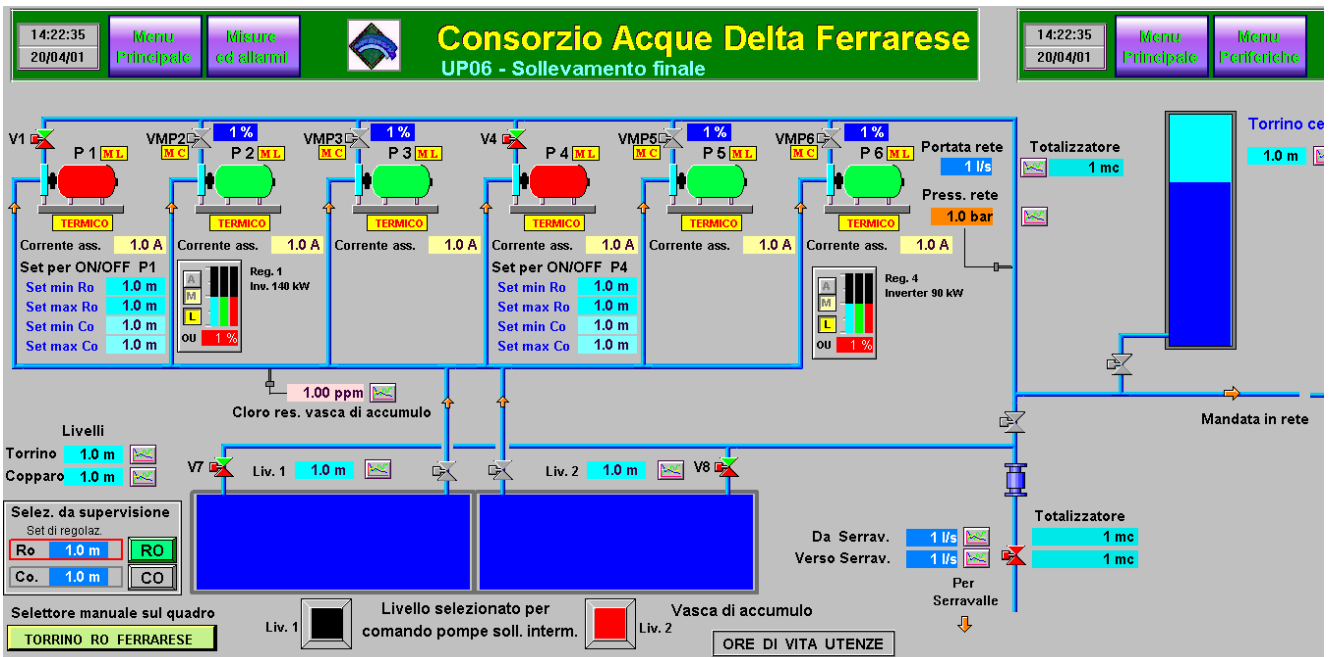 14:22:35
20/04/01
Menu
Principale
Misure
ed allarmi
Consorzio Acque Delta Ferrarese
UP06 - Sollevamento finale
14:22:35
20/04/01
Menu
Principale
Menu
Periferiche
V1
P 1 ML
TERMICO
VMP2
1 %
MC
P 2 ML
TERMICO
VMP3
1 %
MC
P 3 ML
TERMICO
V4
P 4 ML
TERMICO
VMP5
1 %
MC
P 5 ML
TERMICO
VMP6
1 %
MC
P 6 ML
TERMICO
Portata rete
1 l/s
Press. rete
1.0 bar
Totalizzatore
1 mc
Torrino ce
1.0 m
Corrente ass. 1.0 A
Corrente ass. 1.0 A
Corrente ass. 1.0 A
Corrente ass. 1.0 A
Corrente ass. 1.0 A
Corrente ass. 1.0 A
Set per ON/OFF P1
Set min Ro 1.0 m
Set max Ro 1.0 m
Set min Co 1.0 m
Set max Co 1.0 m
A
M
L
OU 1 %
Reg. 1
Inv. 140 kW
Set per ON/OFF P4
Set min Ro 1.0 m
Set max Ro 1.0 m
Set min Co 1.0 m
Set max Co 1.0 m
A
M
L
OU 1 %
Reg. 4
Inverter 90 kW
1.00 ppm
Cloro res. vasca di accumulo
Mandata in rete
Livelli
Torrino 1.0 m
Copparo 1.0 m
V7
Liv. 1 1.0 m
Liv. 2 1.0 m
V8
Selez. da supervisione
Set di regolaz.
Ro 1.0 m RO
Co. 1.0 m CO
Selettore manuale sul quadro
TORRINO RO FERRARESE
Liv. 1
Livello selezionato per
comando pompe soll. interm.
Liv. 2
Vasca di accumulo
ORE DI VITA UTENZE
Da Serrav. 1 l/s
Verso Serrav. 1 l/s
Per
Serravalle
Totalizzatore
1 mc
1 mc